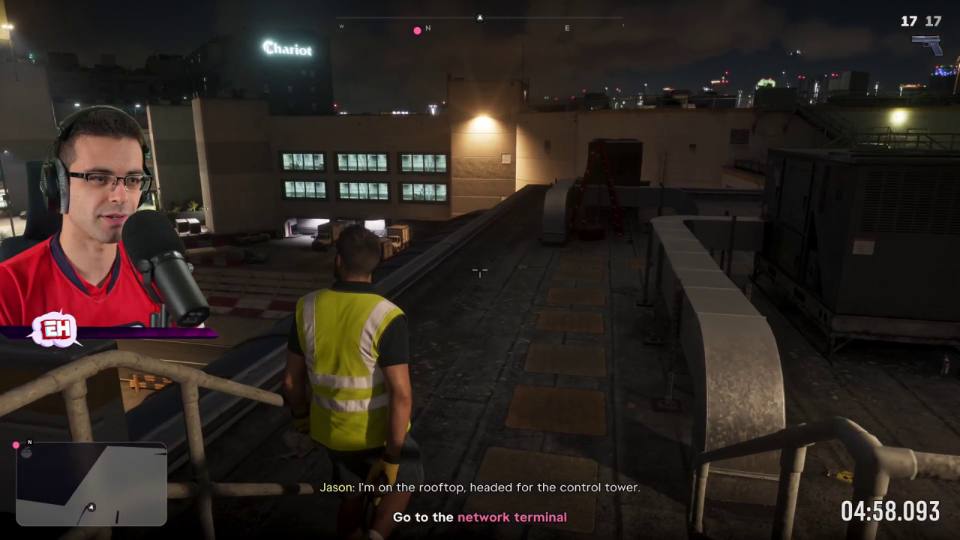 W
N
E
17 17
Chariot
EH
N
Jason: I'm on the rooftop, headed for the control tower.
Go to the network terminal
04:58.093